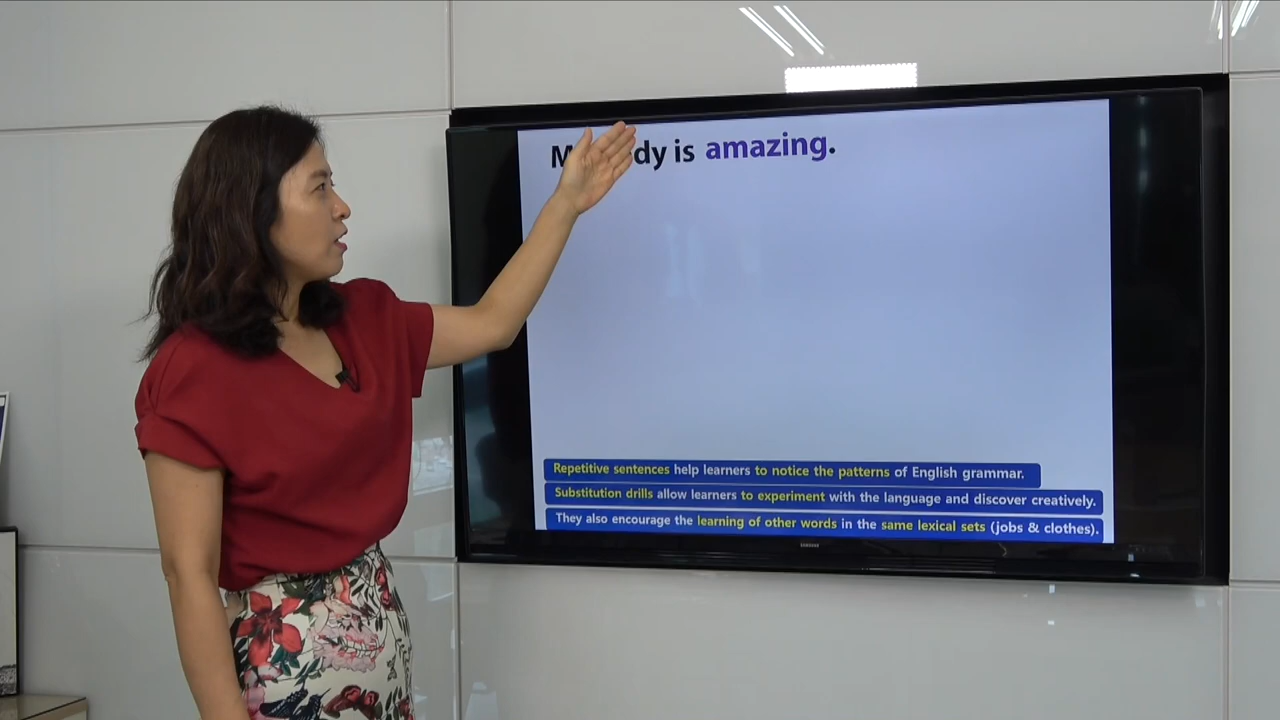 is amazing.
Repetitive sentences help learners to notice the patterns of English grammar.
Substitution drills allow learners to experiment with the language and discover creatively.
They also encourage the learning of other words in the same lexical sets (jobs & clothes).
SAMSUNG